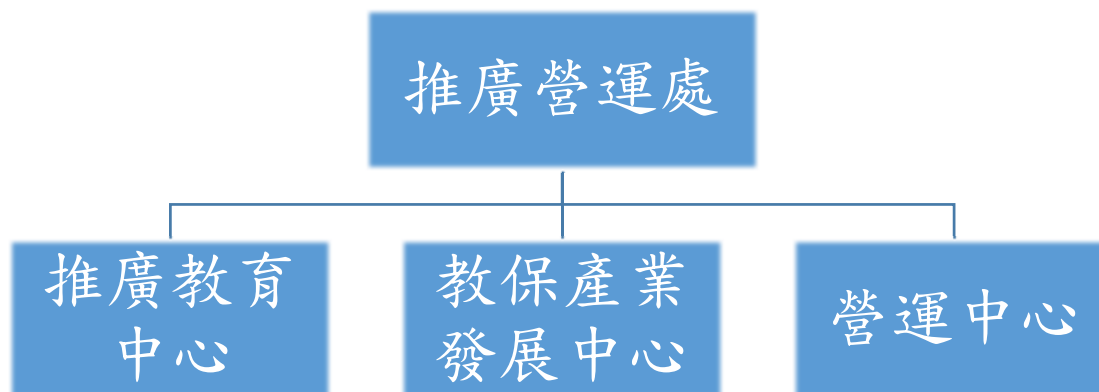 推廣營運處
推廣教育
中心
教保產業
發展中心
營運中心